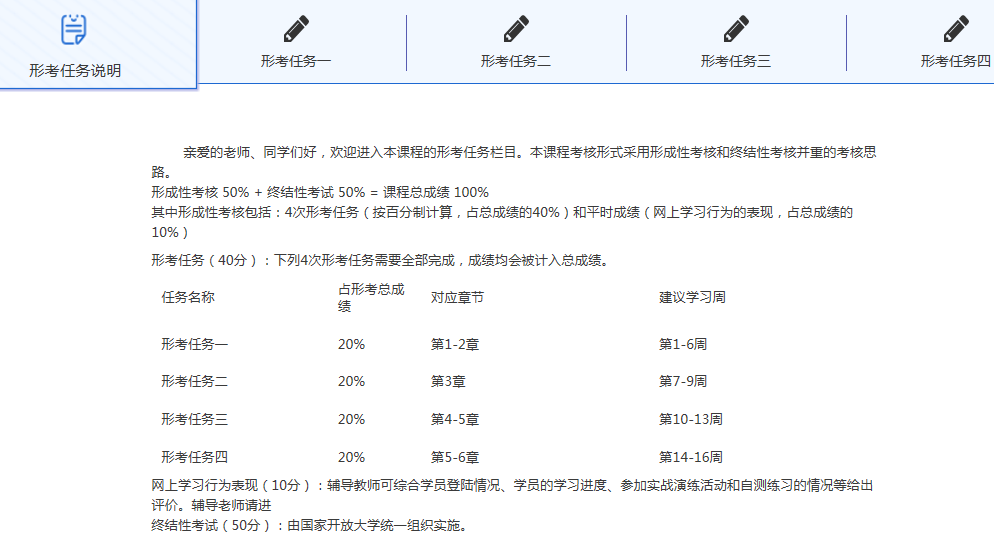 形考任务说明
形考任务一
形考任务二
形考任务三
形考任务四
亲爱的老师、同学们好，欢迎进入本课程的形考任务栏目。本课程考核形式采用形成性考核和终结性考核并重的考核思
路。
形成性考核 50% + 终结性考试 50% = 课程总成绩 100%
其中形成性考核包括：4次形考任务（按百分制计算，占总成绩的40%）和平时成绩（网上学习行为的表现，占总成绩的
10%）
形考任务（40分）：下列4次形考任务需要全部完成，成绩均会被计入总成绩。
任务名称 占形考总成 对应章节 建议学习周
绩
形考任务一 20% 第1-2章 第1-6周
形考任务二 20% 第3章 第7-9周
形考任务三 20% 第4-5章 第10-13周
形考任务四 20% 第5-6章 第14-16周
网上学习行为表现（10分）：辅导教师可综合学员登陆情况、学员的学习进度、参加实战演练活动和自测练习的情况等给出
评价。辅导老师请进
终结性考试（50分）：由国家开放大学统一组织实施。